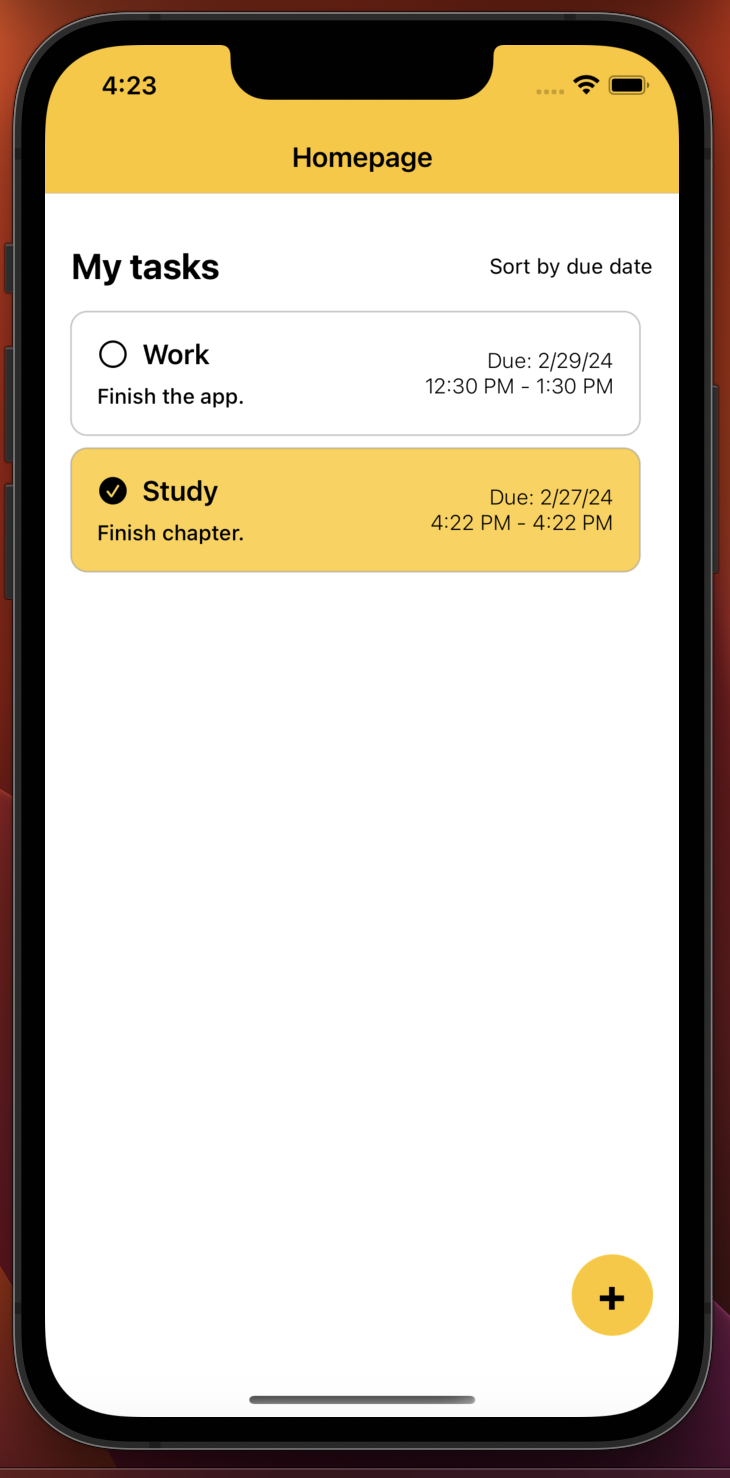 4:23
Homepage
My tasks
Sort by due date
Work
Due: 2/29/24
12:30 PM - 1:30 PM
Finish the app.
Study
Due: 2/27/24
4:22 PM - 4:22 PM
Finish chapter.
+